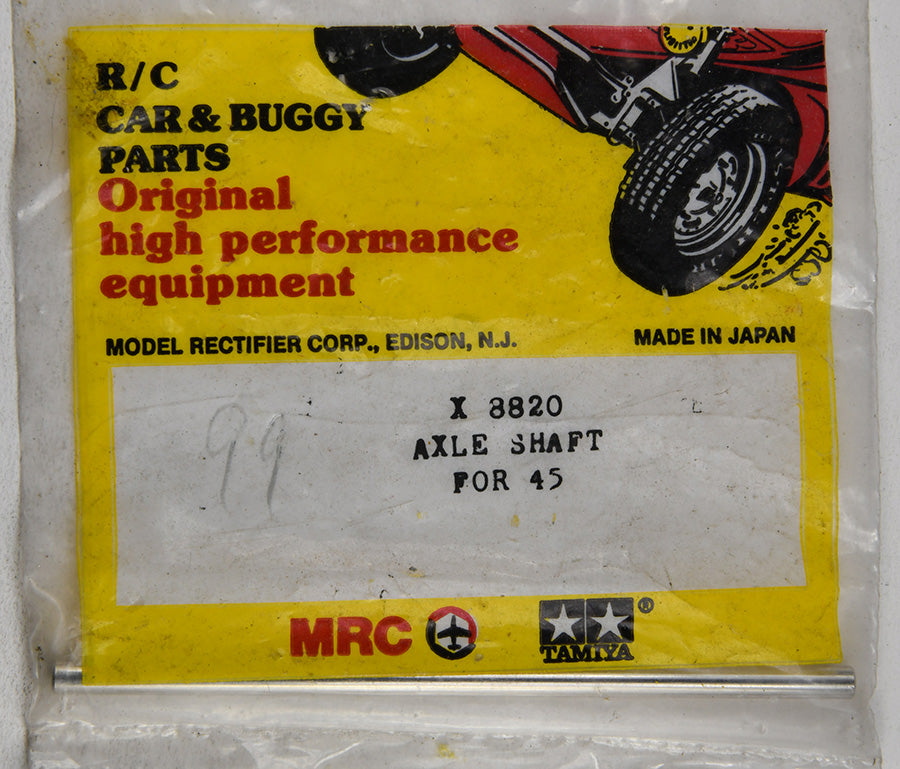 R/C
CAR & BUGGY
PARTS
Original
high performance
equipment
MODEL RECTIFIER CORP., EDISON, N.J.
MADE IN JAPAN
X 8820
AXLE SHAFT
FOR 45
99
MRC
TAMIYA®